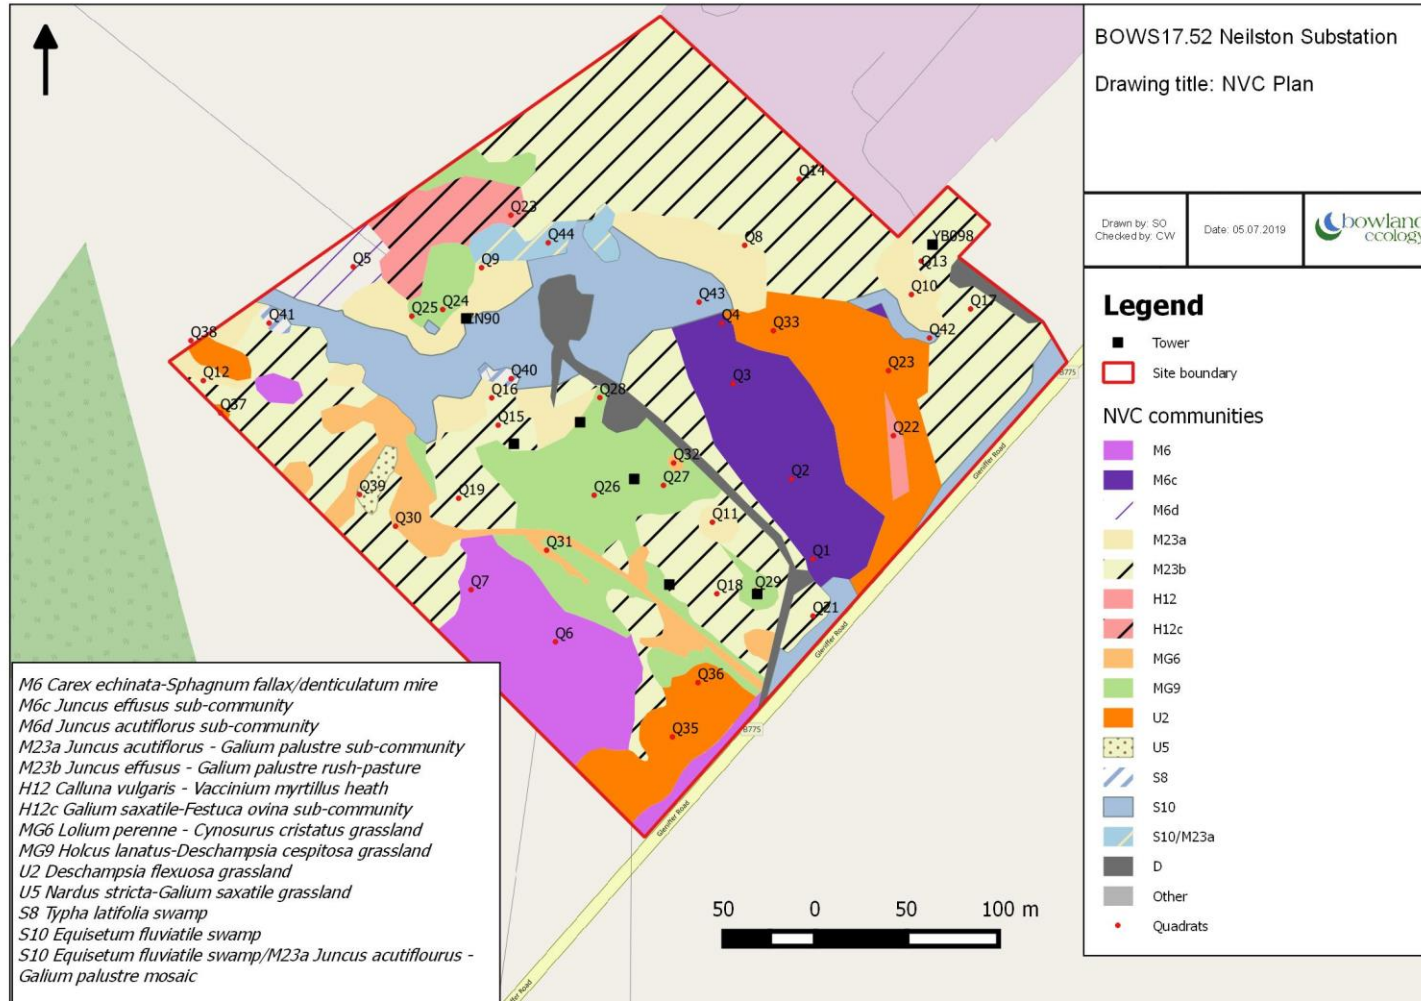 BOWS17.52 Neilston Substation
Drawing title: NVC Plan
Drawn by: SO
Checked by: CW
Date: 05.07.2019
bowland
ecology
Legend
Tower
Site boundary
NVC communities
M6
M6c
M6d
M23a
M23b
H12
H12c
MG6
MG9
U2
U5
S8
S10
S10/M23a
D
Other
Quadrats
Q14
Q23
Q44
Q8
YB098
Q13
Q5
Q9
Q10
Q17
Q43
Q25
Q24
ZN90
Q41
Q4
Q33
Q42
Q38
B775
Q12
Q40
Q3
Q23
Q16
Q28
Q37
Q15
Q22
Q32
Q2
Q27
Q39
Q19
Q26
Gleniffer Road
Q30
Q11
Q31
Q1
Q7
Q18
Q29
Q21
Q6
Gleniffer Road
Q36
Q35
B775
Gleniffer Road
M6 Carex echinata-Sphagnum fallax/denticulatum mire
M6c Juncus effusus sub-community
M6d Juncus acutiflorus sub-community
M23a Juncus acutiflorus - Galium palustre sub-community
M23b Juncus effusus - Galium palustre rush-pasture
H12 Calluna vulgaris - Vaccinium myrtillus heath
H12c Galium saxatile-Festuca ovina sub-community
MG6 Lolium perenne - Cynosurus cristatus grassland
MG9 Holcus lanatus-Deschampsia cespitosa grassland
U2 Deschampsia flexuosa grassland
U5 Nardus stricta-Galium saxatile grassland
S8 Typha latifolia swamp
S10 Equisetum fluviatile swamp
S10 Equisetum fluviatile swamp/M23a Juncus acutiflourus -
Galium palustre mosaic
50 0 50 100 m